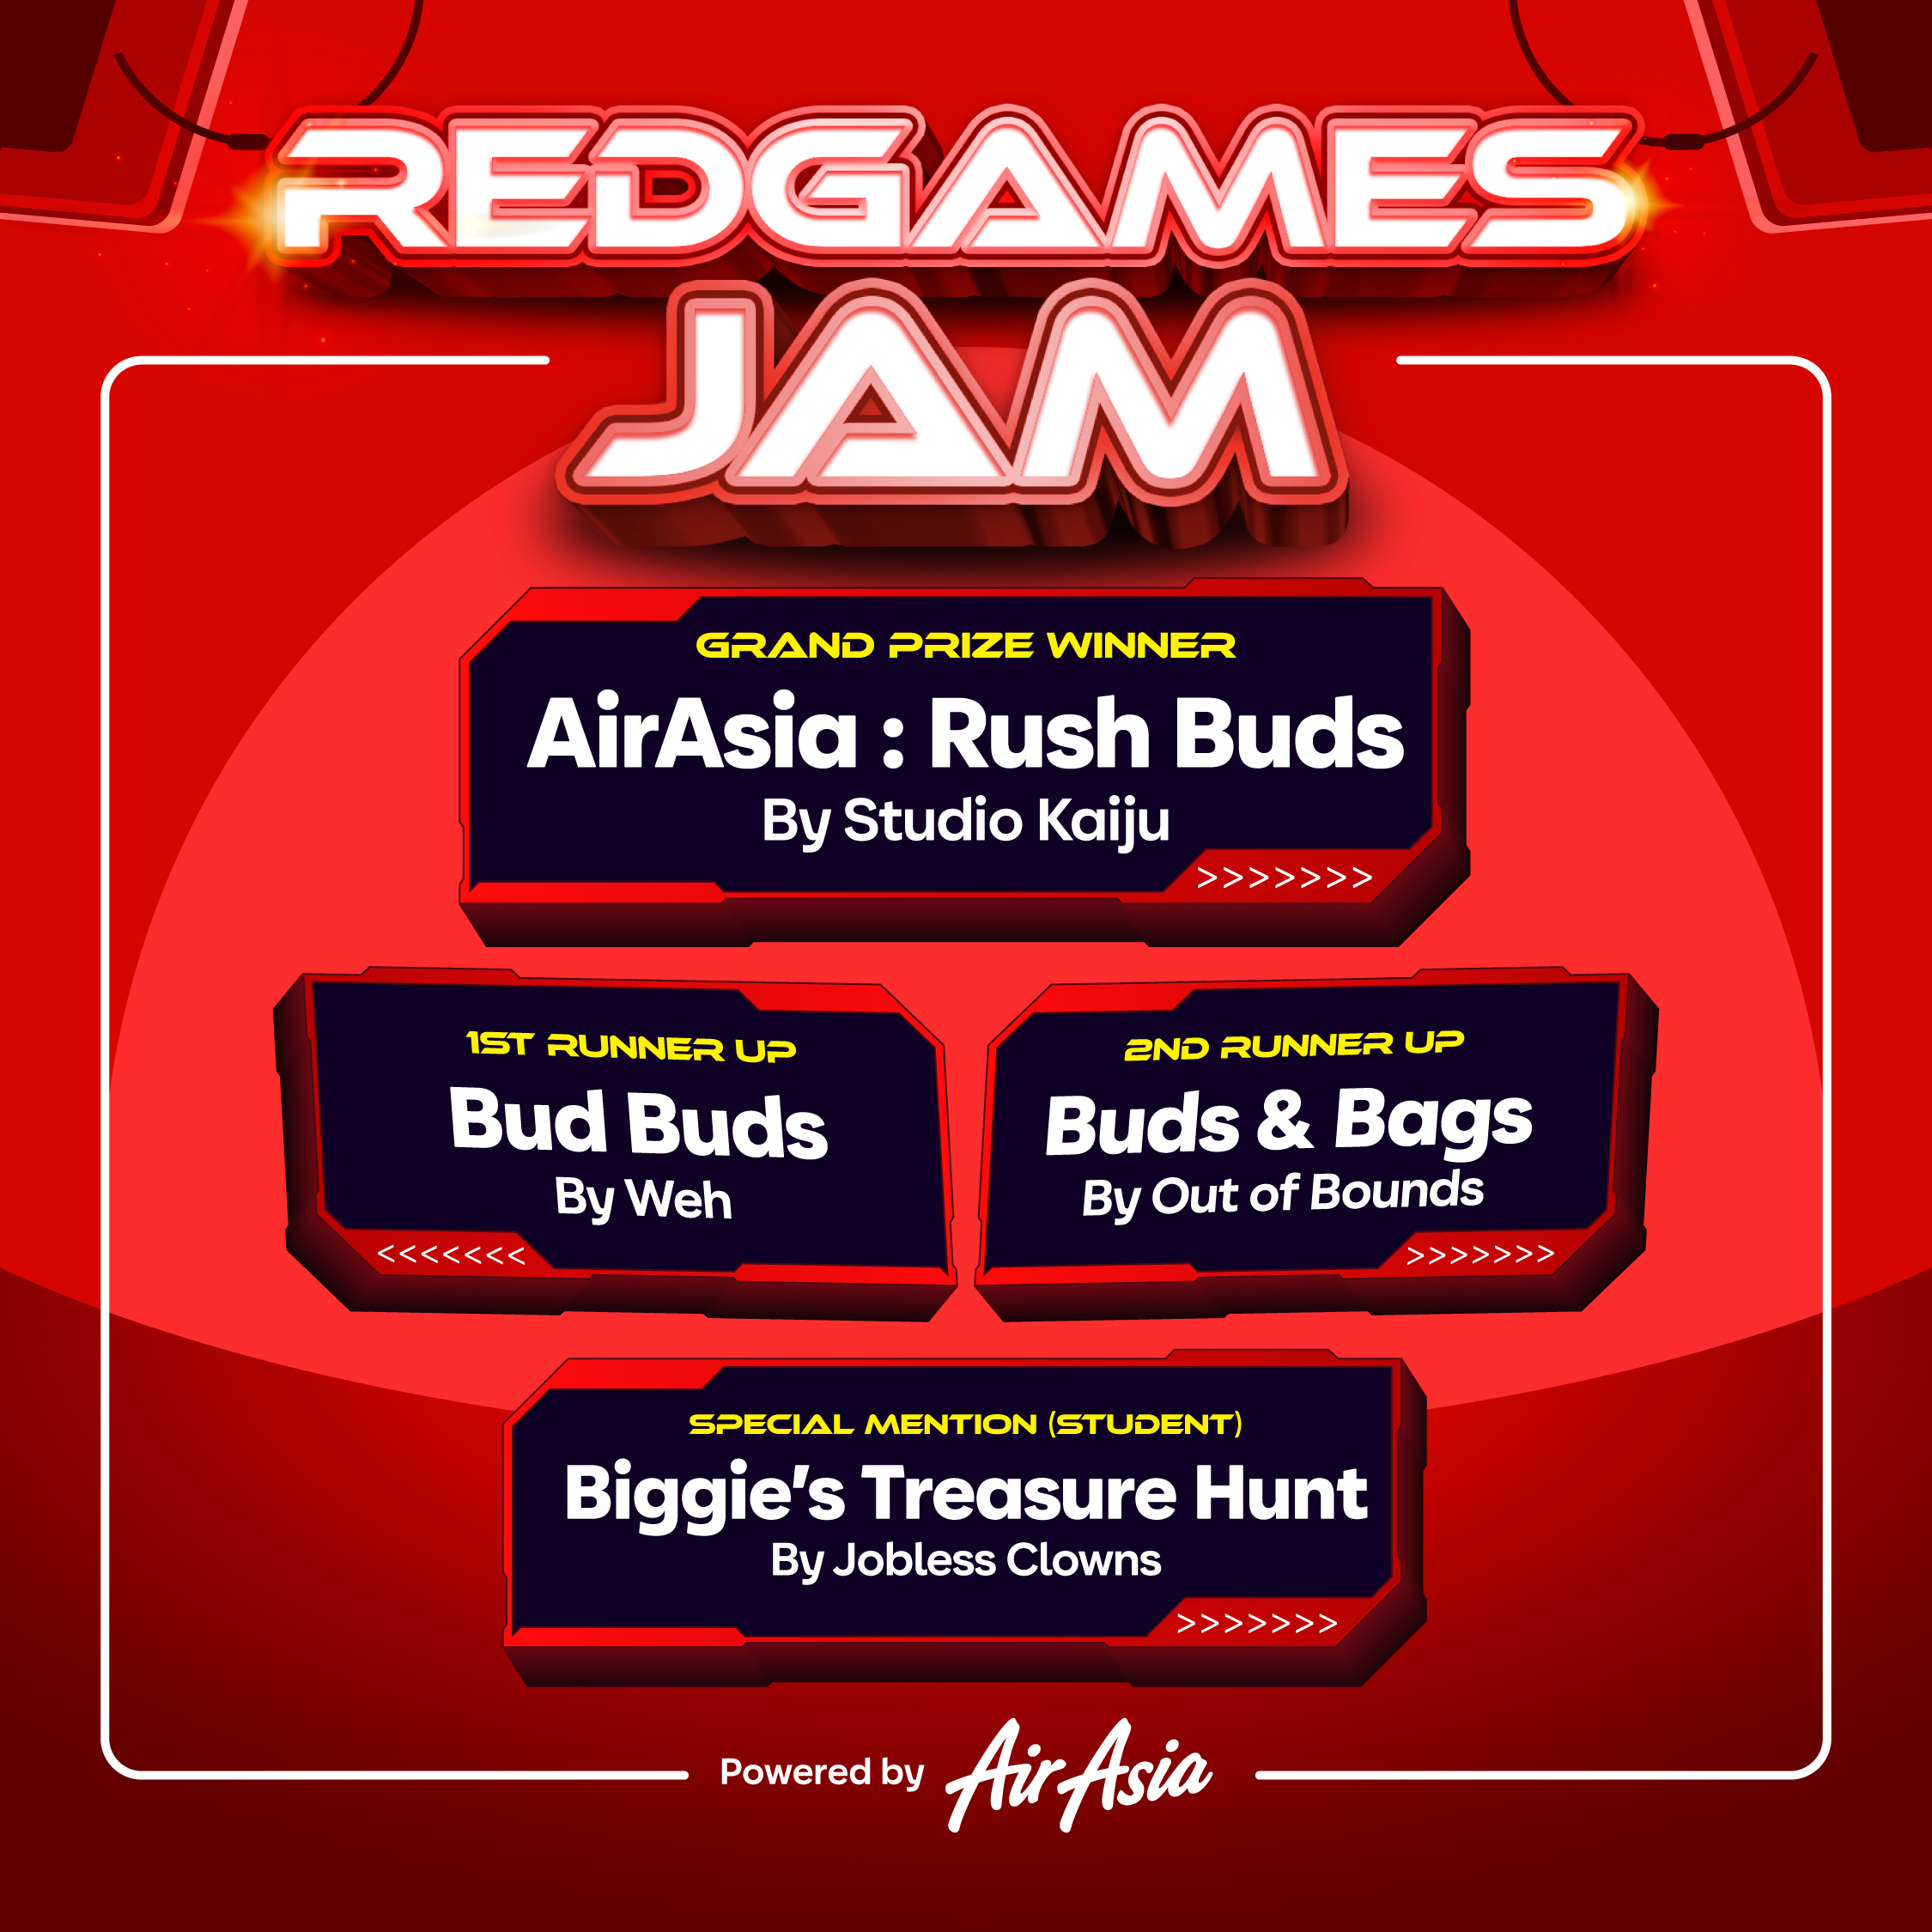 REDGAMES
JAM
GRAND PRIZE WINNER
AirAsia : Rush Buds
By Studio Kaiju
>>>>>>>
1ST RUNNER UP
Bud Buds
By Weh
<<<<<<<
2ND RUNNER UP
Buds & Bags
By Out of Bounds
>>>>>>>
SPECIAL MENTION (STUDENT)
Biggie's Treasure Hunt
By Jobless Clowns
>>>>>>>
Powered by AirAsia